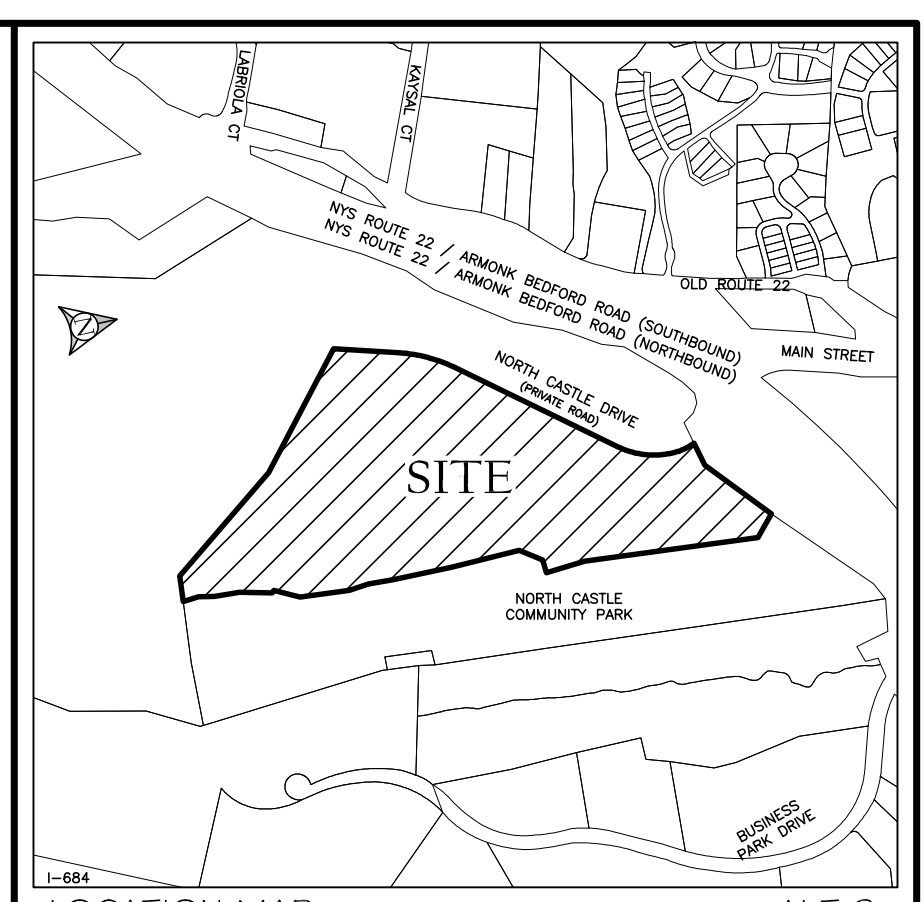 LABRIOLA CT
KAYSAL CT
NYS ROUTE 22 / ARMONK BEDFORD ROAD (SOUTHBOUND)
NYS ROUTE 22 / ARMONK BEDFORD ROAD (NORTHBOUND)
OLD ROUTE 22
MAIN STREET
N
NORTH CASTLE DRIVE
(PRIVATE ROAD)
SITE
NORTH CASTLE
COMMUNITY PARK
BUSINESS
PARK DRIVE
I-684
LOCATION MAP
N.T.S.